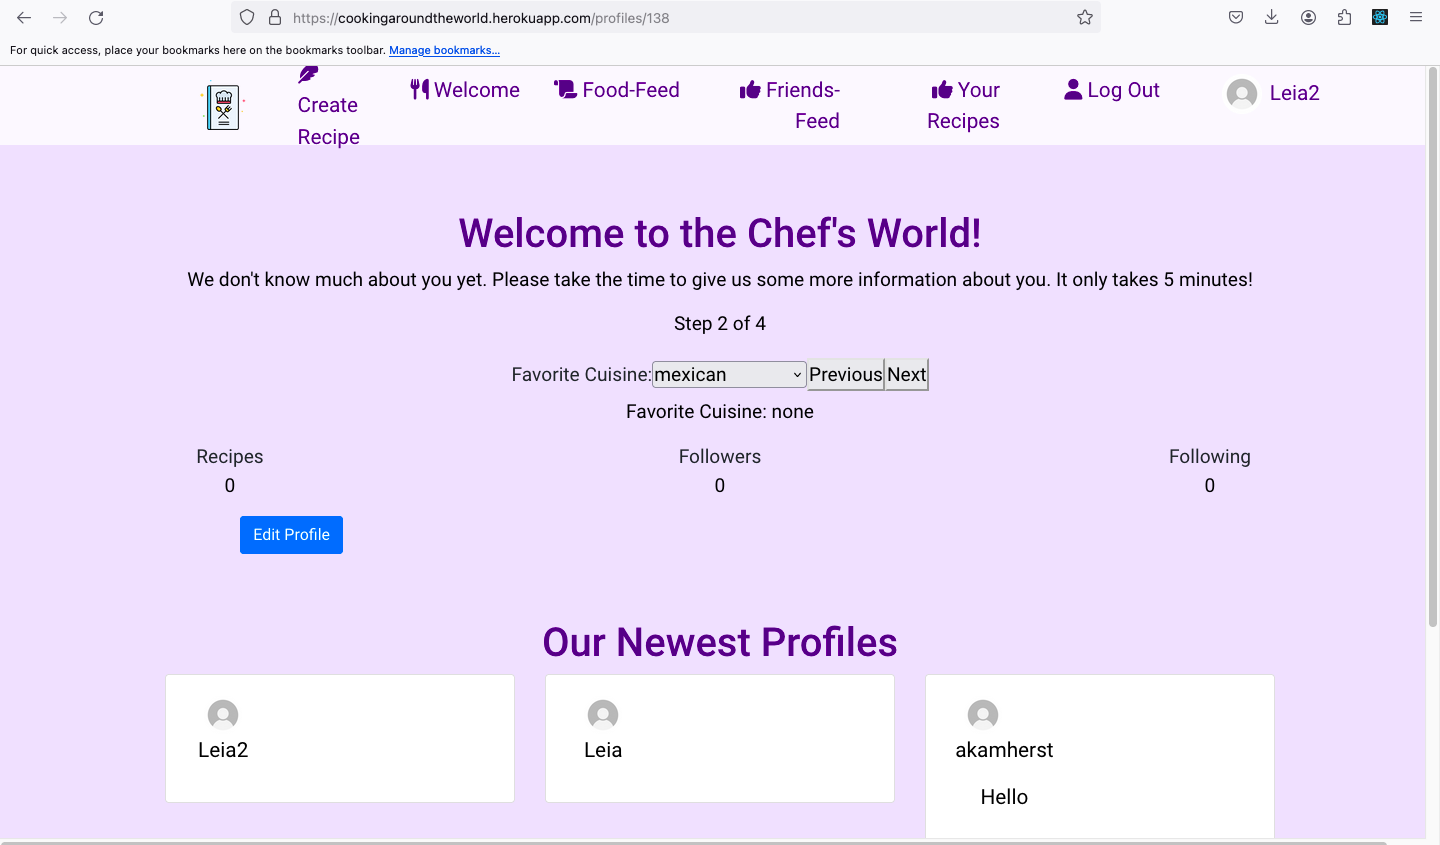 https://cookingaroundtheworld.herokuapp.com/profiles/138
For quick access, place your bookmarks here on the bookmarks toolbar. Manage bookmarks...
Create
Recipe
Welcome
Food-Feed
Friends-
Feed
Your
Recipes
Log Out
Leia2
Welcome to the Chef's World!
We don't know much about you yet. Please take the time to give us some more information about you. It only takes 5 minutes!
Step 2 of 4
Favorite Cuisine: mexican Previous Next
Favorite Cuisine: none
Recipes Followers Following
0 0 0
Edit Profile
Our Newest Profiles
Leia2 Leia akamherst
Hello